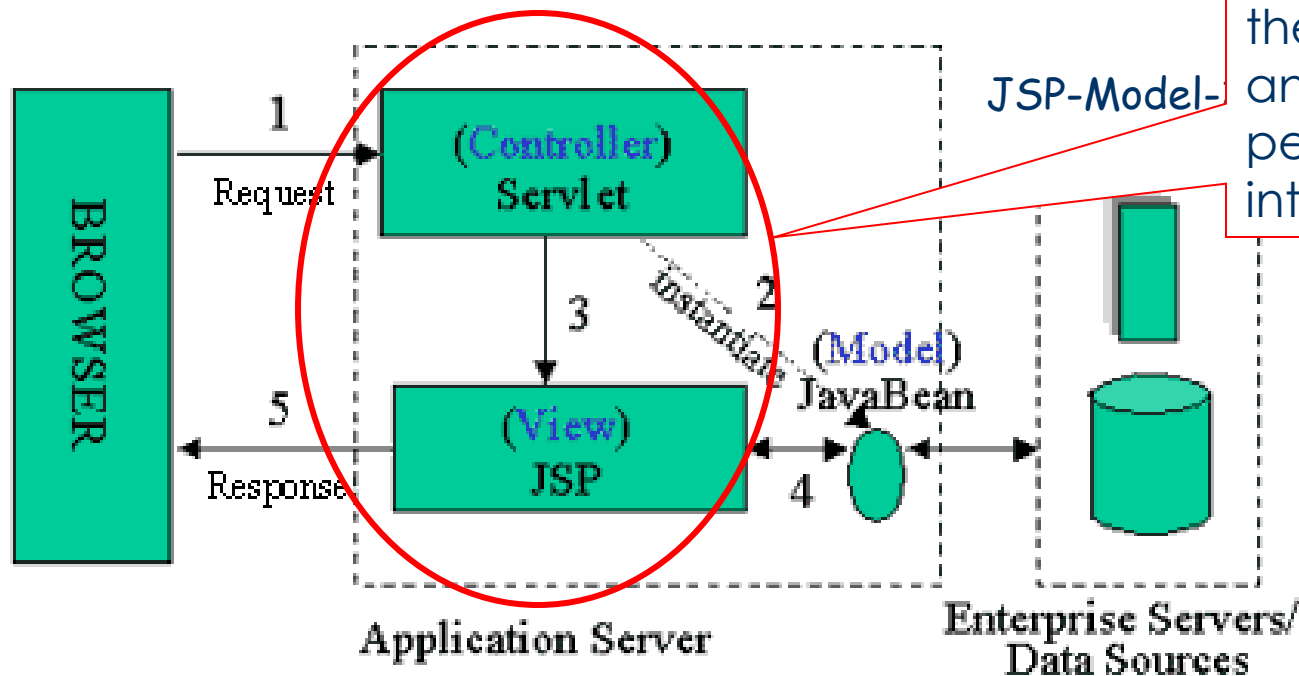 the
JSP-Model-
an
pe
int
1
Request
(Controller)
Servlet
BROWSER
2
instantiate
3
(Model)
JavaBean
5
Response
(View)
JSP
4
Application Server
Enterprise Servers/
Data Sources